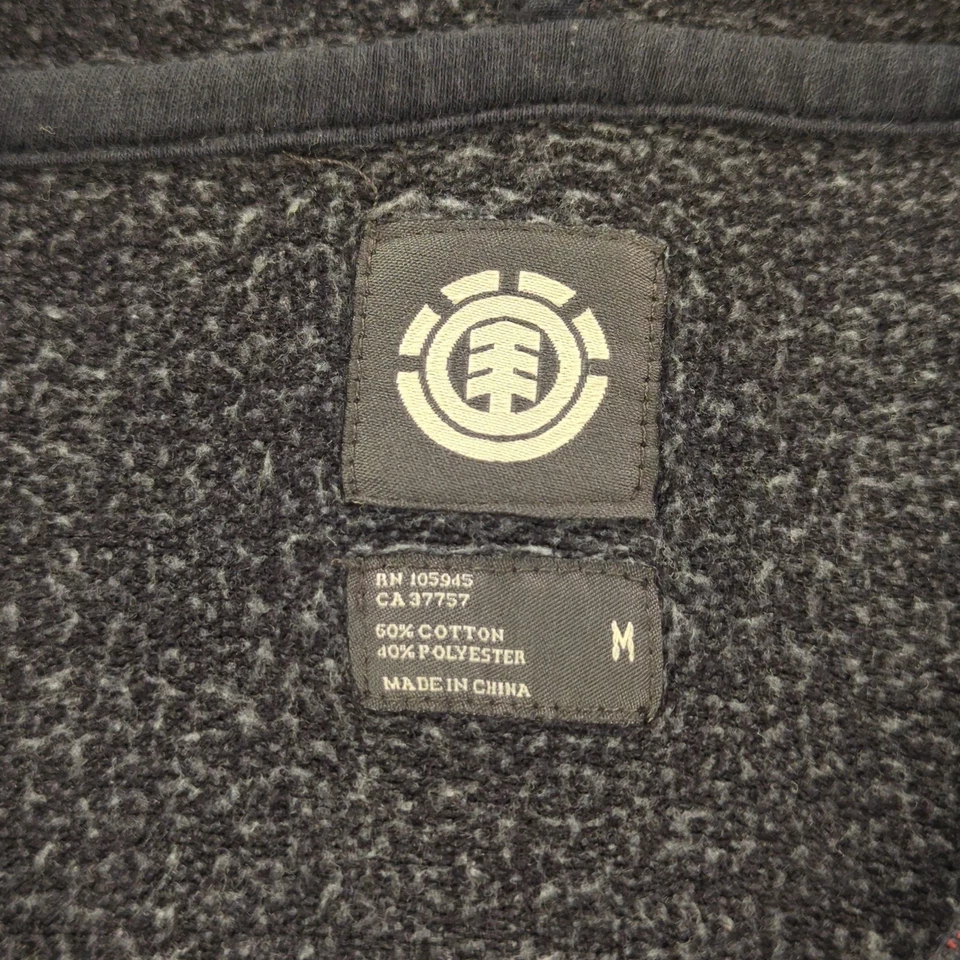 RN 105945
CA 37757
60% COTTON
40% POLYESTER
M
MADE IN CHINA